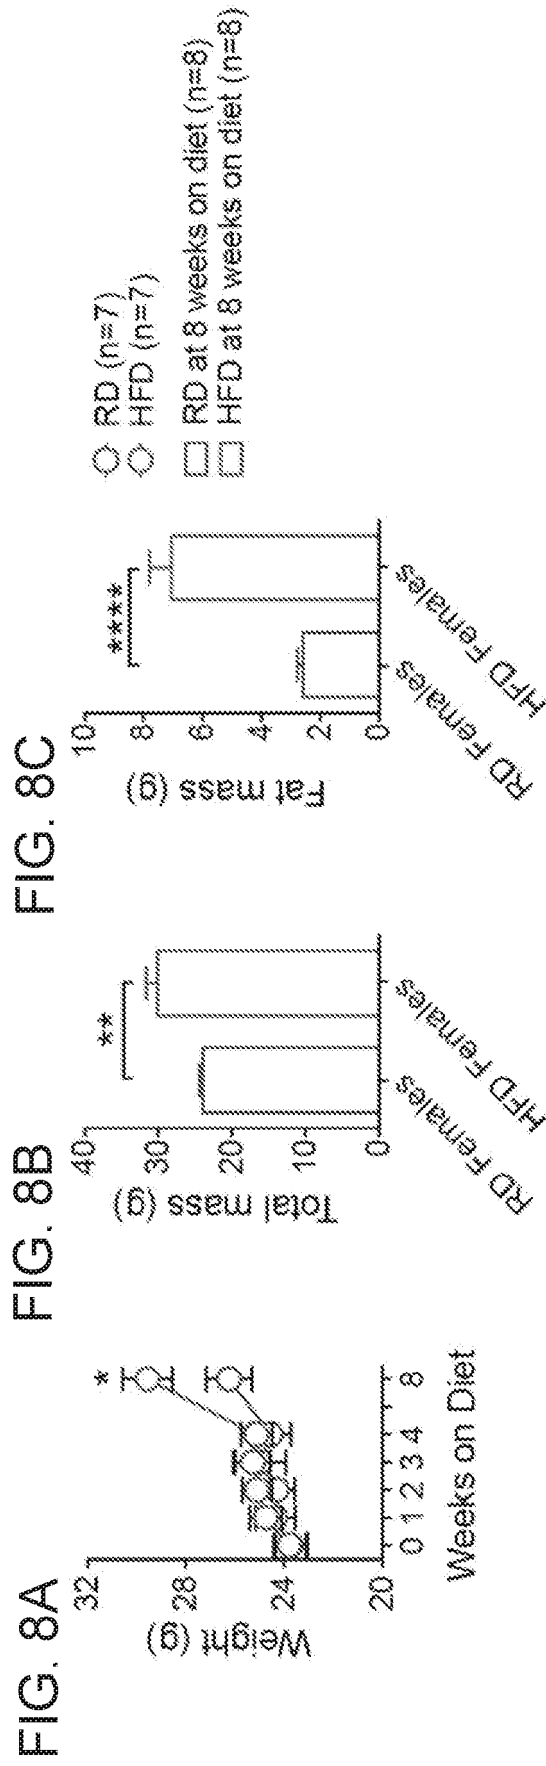 FIG. 8A
Weight (g)
32
28
24
20
*
0 1 2 3 4 8
Weeks on Diet
FIG. 8B
Total mass (g)
40
30
20
10
0
**
RD Females
HFD Females
FIG. 8C
Fat mass (g)
10
8
6
4
2
0
****
RD Females
HFD Females
RD (n=7)
HFD (n=7)
RD at 8 weeks on diet (n=8)
HFD at 8 weeks on diet (n=8)